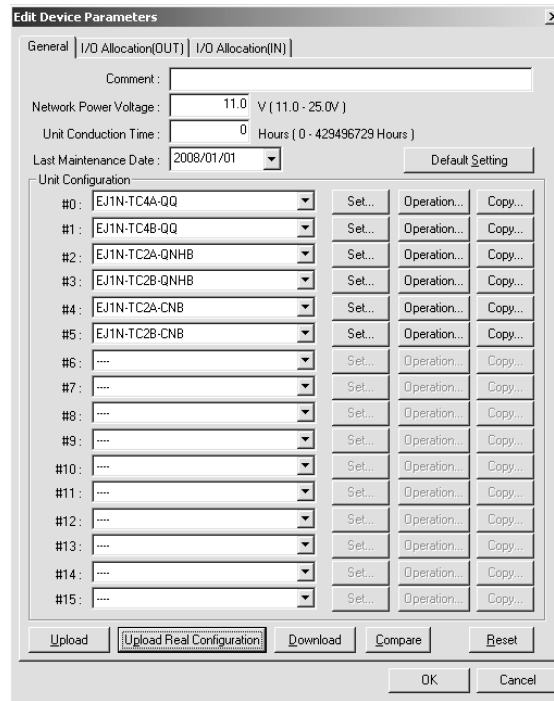 Edit Device Parameters
General I/O Allocation(OUT) I/O Allocation(IN)
Comment :
Network Power Voltage : 11.0 V ( 11.0 - 25.0V )
Unit Conduction Time : 0 Hours ( 0 - 429496729 Hours )
Last Maintenance Date : 2008/01/01 Default Setting
Unit Configuration
#0 : EJ1N-TC4A-QQ Set... Operation... Copy...
#1 : EJ1N-TC4B-QQ Set... Operation... Copy...
#2 : EJ1N-TC2A-QNHB Set... Operation... Copy...
#3 : EJ1N-TC2B-QNHB Set... Operation... Copy...
#4 : EJ1N-TC2A-CNB Set... Operation... Copy...
#5 : EJ1N-TC2B-CNB Set... Operation... Copy...
#6 : ---- Set... Operation... Copy...
#7 : ---- Set... Operation... Copy...
#8 : ---- Set... Operation... Copy...
#9 : ---- Set... Operation... Copy...
#10 : ---- Set... Operation... Copy...
#11 : ---- Set... Operation... Copy...
#12 : ---- Set... Operation... Copy...
#13 : ---- Set... Operation... Copy...
#14 : ---- Set... Operation... Copy...
#15 : ---- Set... Operation... Copy...
Upload Upload Real Configuration Download Compare Reset
OK Cancel